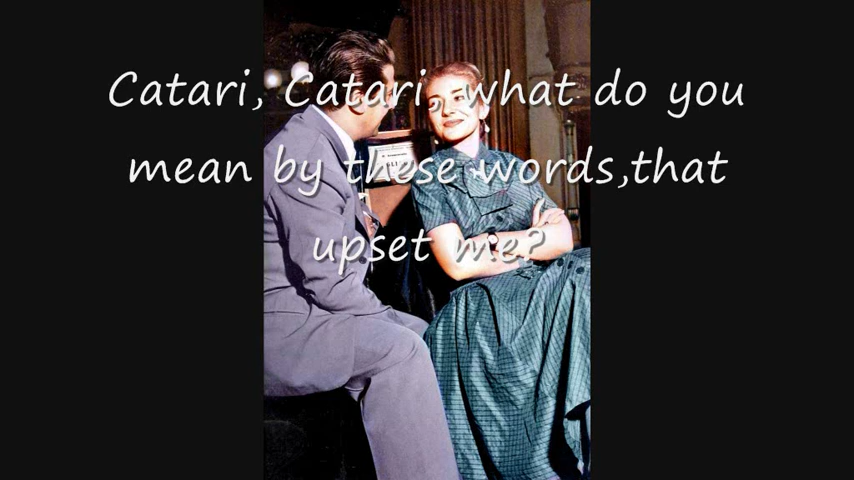 Catari, Catari, what do you
mean by these words,that
upset me?